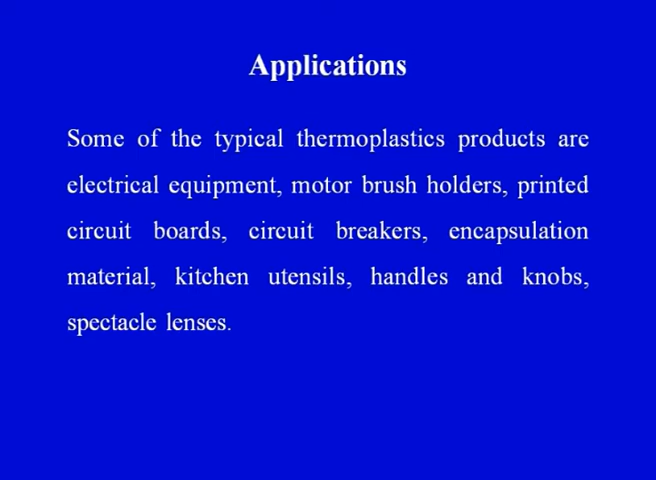 Applications
Some of the typical thermoplastics products are
electrical equipment, motor brush holders, printed
circuit boards, circuit breakers, encapsulation
material, kitchen utensils, handles and knobs,
spectacle lenses.